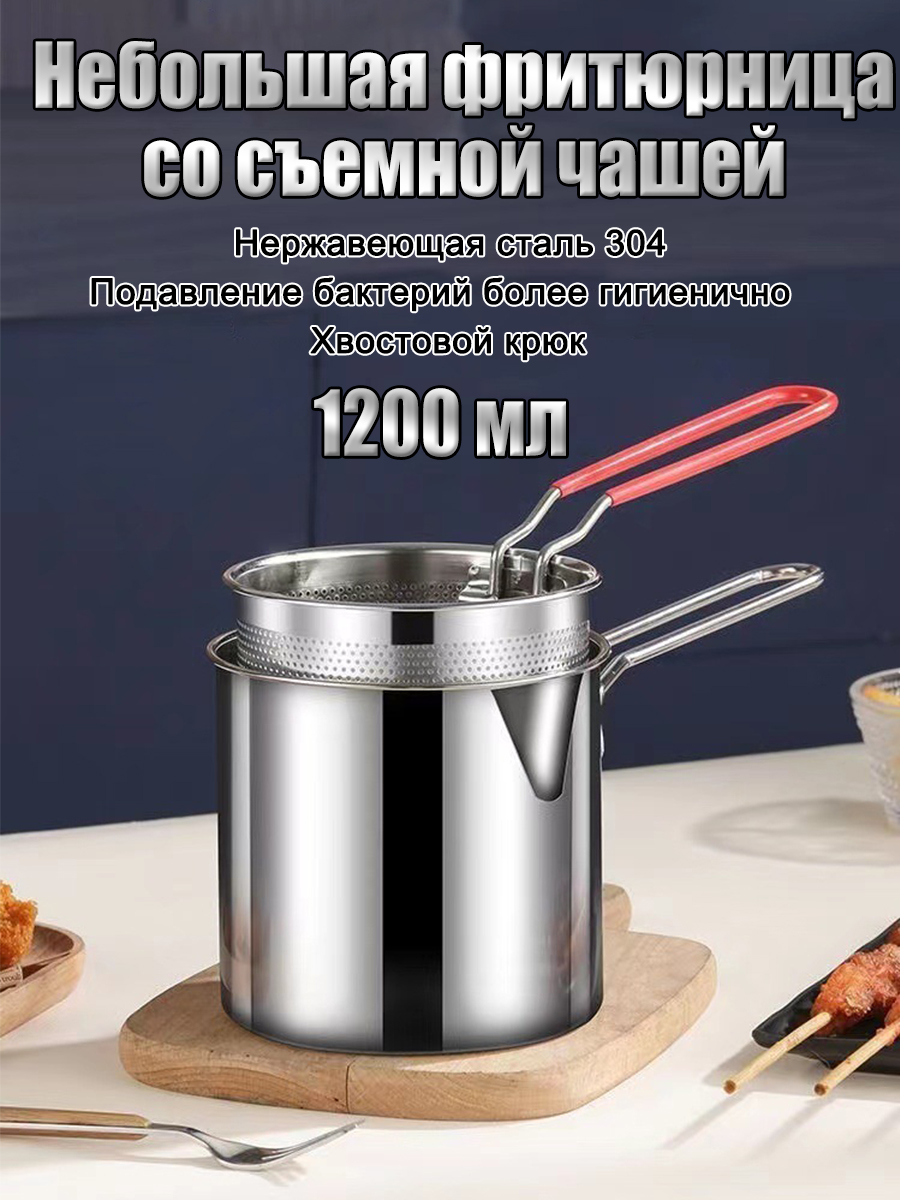 Небольшая фритюрница
со съемной чашей
Нержавеющая сталь 304
Подавление бактерий более гигиенично
Хвостовой крюк
1200 мл